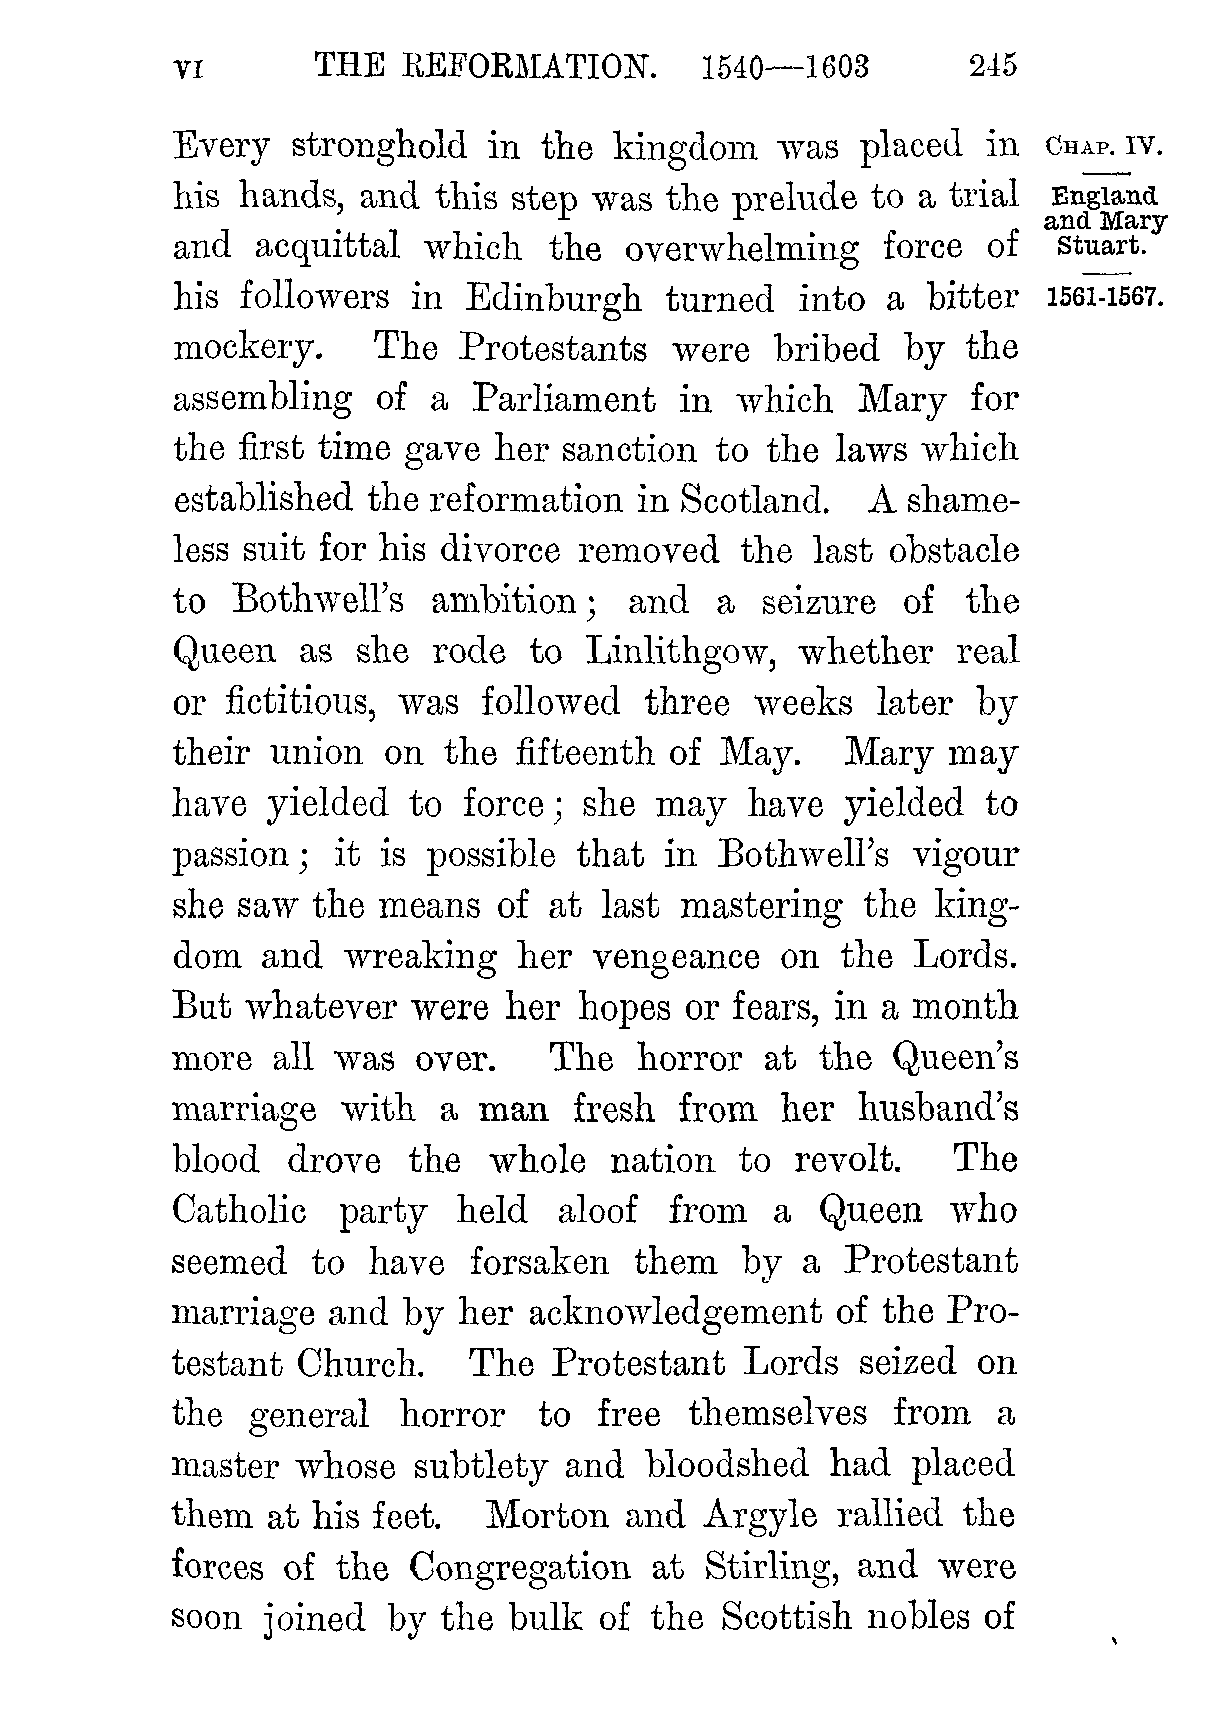 VI THE REFORMATION. 1540—1603 245
Every stronghold in the kingdom was placed in
his hands, and this step was the prelude to a trial
and acquittal which the overwhelming force of
his followers in Edinburgh turned into a bitter
mockery. The Protestants were bribed by the
assembling of a Parliament in which Mary for
the first time gave her sanction to the laws which
established the reformation in Scotland. A shame-
less suit for his divorce removed the last obstacle
to Bothwell's ambition; and a seizure of the
Queen as she rode to Linlithgow, whether real
or fictitious, was followed three weeks later by
their union on the fifteenth of May. Mary may
have yielded to force; she may have yielded to
passion; it is possible that in Bothwell's vigour
she saw the means of at last mastering the king-
dom and wreaking her vengeance on the Lords.
But whatever were her hopes or fears, in a month
more all was over. The horror at the Queen's
marriage with a man fresh from her husband's
blood drove the whole nation to revolt. The
Catholic party held aloof from a Queen who
seemed to have forsaken them by a Protestant
marriage and by her acknowledgement of the Pro-
testant Church. The Protestant Lords seized on
the general horror to free themselves from a
master whose subtlety and bloodshed had placed
them at his feet. Morton and Argyle rallied the
forces of the Congregation at Stirling, and were
soon joined by the bulk of the Scottish nobles of
CHAP. IV.
England
and Mary
Stuart.
1561-1567.